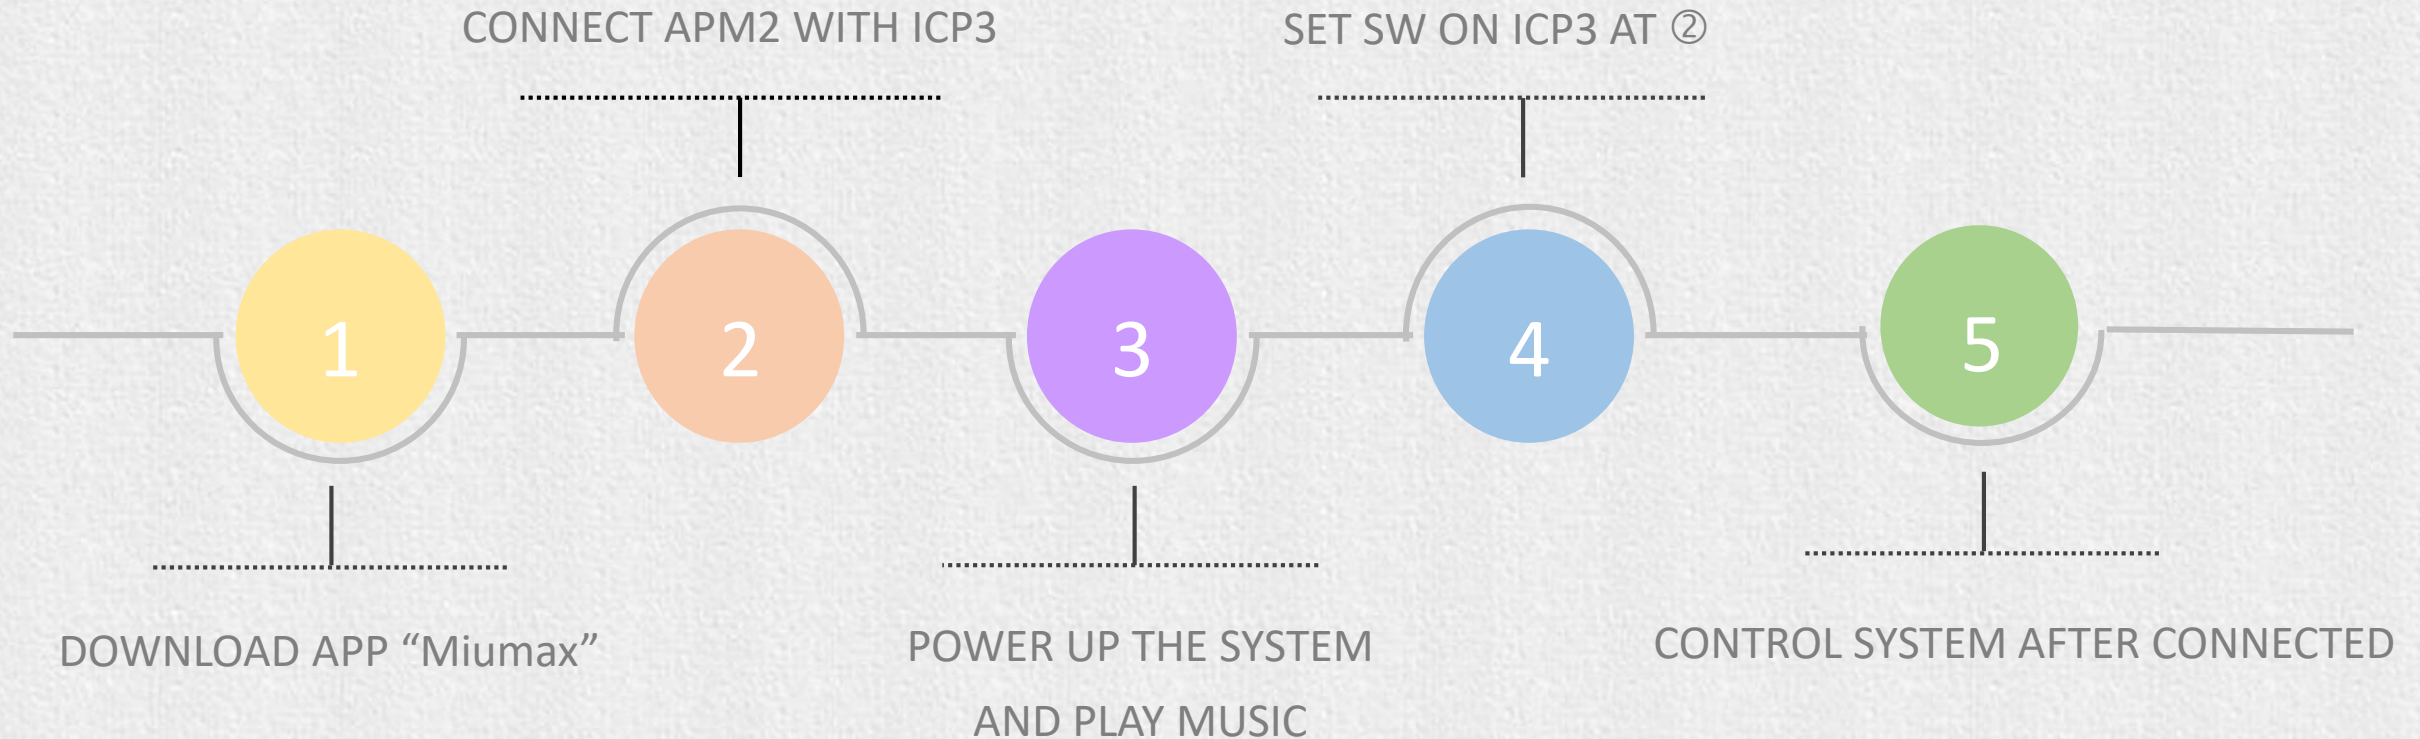 CONNECT APM2 WITH ICP3
SET SW ON ICP3 AT ②
1
2
3
4
5
DOWNLOAD APP “Miumax”
POWER UP THE SYSTEM
AND PLAY MUSIC
CONTROL SYSTEM AFTER CONNECTED